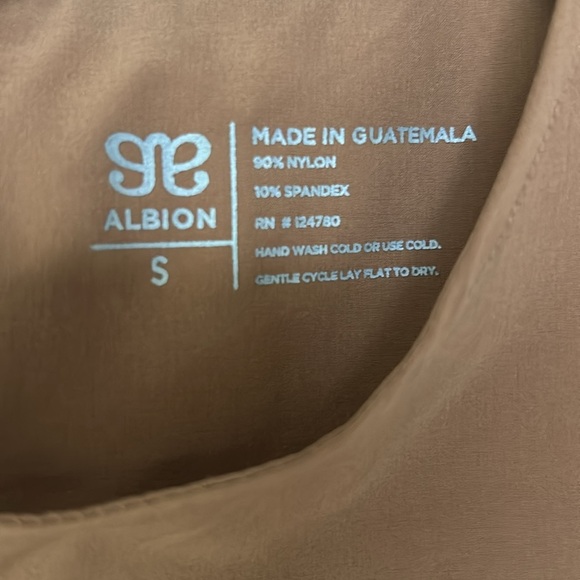 ALBION
S
MADE IN GUATEMALA
90% NYLON
10% SPANDEX
RN # 124780
HAND WASH COLD OR USE COLD.
GENTLE CYCLE LAY FLAT TO DRY.